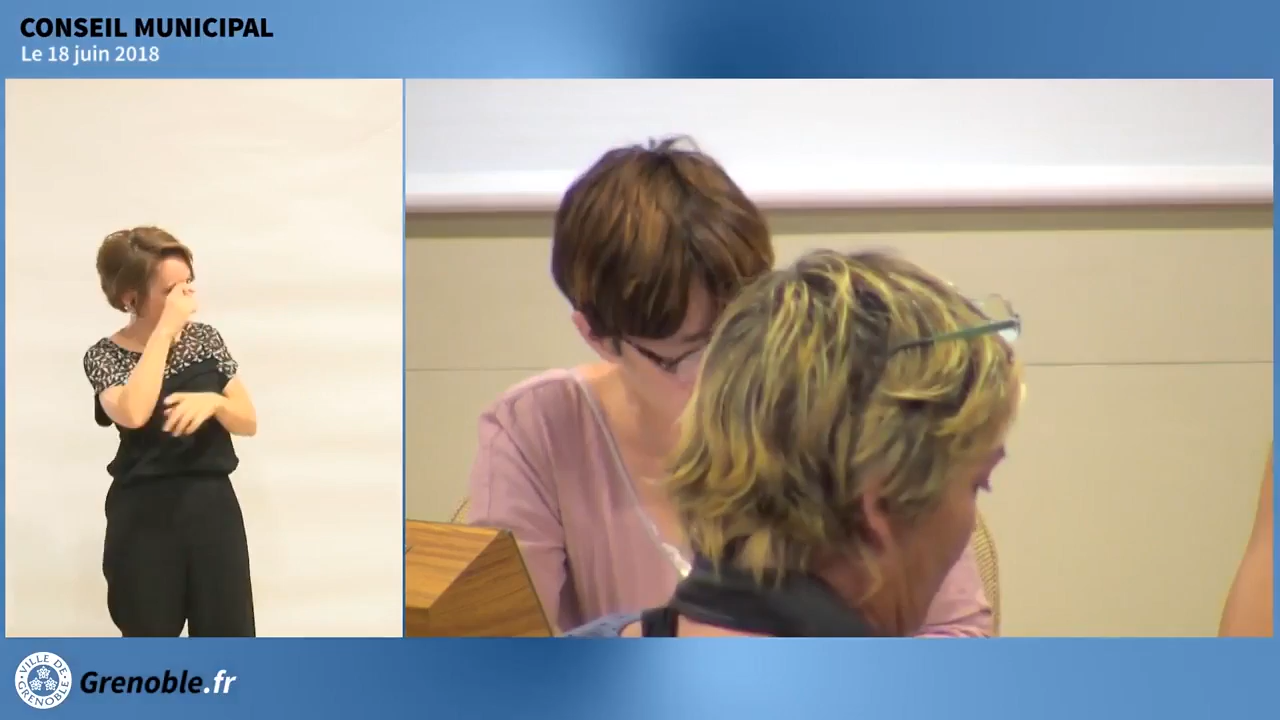 CONSEIL MUNICIPAL
Le 18 juin 2018
VILLE DE
GRENOBLE
Grenoble.fr